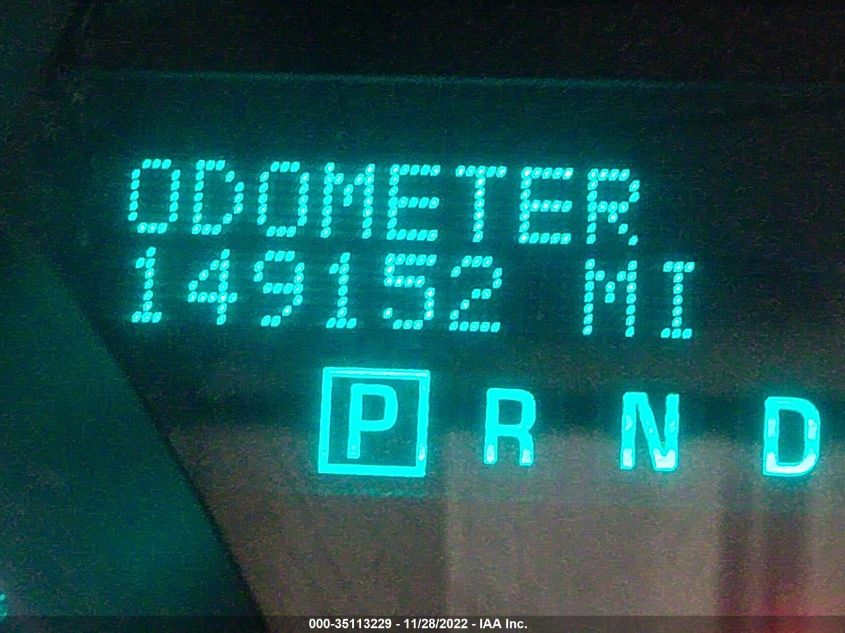 ODOMETER
149152 MI
P R N D
000-35113229 - 11/28/2022 - IAA Inc.